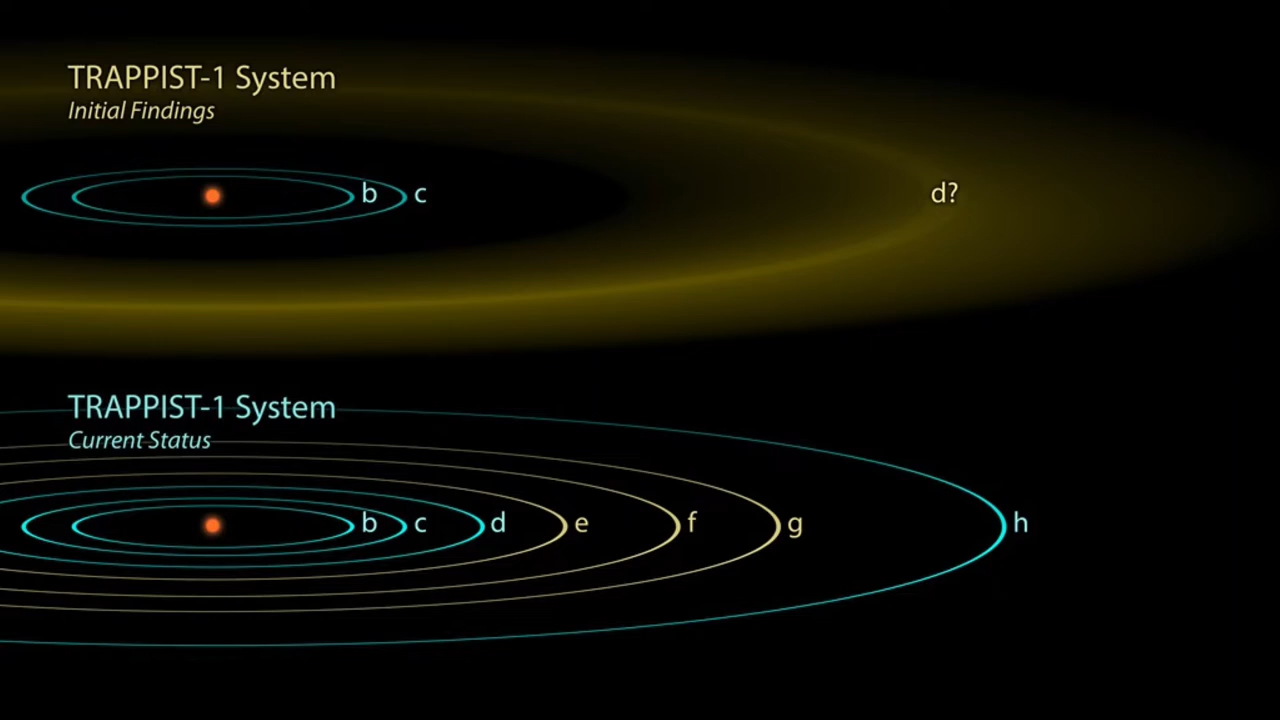 TRAPPIST-1 System
Initial Findings
b c d?
TRAPPIST-1 System
Current Status
b c d e f g h